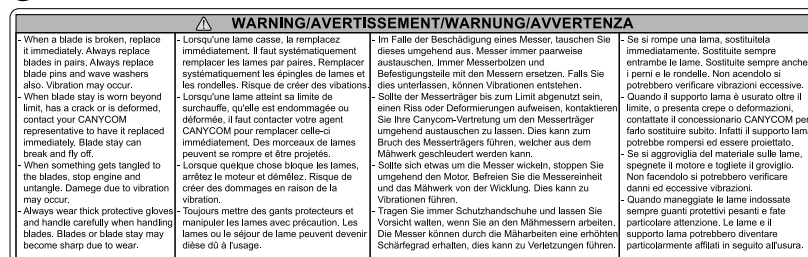 WARNING/AVERTISSEMENT/WARNUNG/AVVERTENZA
- When a blade is broken, replace
it immediately. Always replace
blades in pairs. Always replace
blade pins and wave washers
also. Vibration may occur.
- When blade stay is worn beyond
limit, has a crack or is deformed,
contact your CANYCOM
representative to have it replaced
immediately. Blade stay can
break and fly off.
- When something gets tangled to
the blades, stop engine and
untangle. Damege due to vibration
may occur.
- Always wear thick protective gloves
and handle carefully when handling
blades. Blades or blade stay may
become sharp due to wear.
- Lorsqu'une lame casse, la remplacez
immédiatement. Il faut systématiquement
remplacer les lames par paires. Remplacer
systématiquement les épingles de lames et
les rondelles. Risque de créer des vibations.
- Lorsqu'une lame atteint sa limite de
surchauffe, qu'elle est endommagée ou
déformée, il faut contacter votre agent
CANYCOM pour remplacer celle-ci
immédiatement. Des morceaux de lames
peuvent se rompre et être projetés.
- Lorsque quelque chose bloque les lames,
arrêtez le moteur et démêlez. Risque de
créer des dommages en raison de la
vibration.
- Toujours mettre des gants protecteurs et
manipuler les lames avec précaution. Les
lames ou le séjour de lame peuvent devenir
dièse dû à l'usage.
- Im Falle der Beschädigung eines Messer, tauschen Sie
dieses umgehend aus. Messer immer paarweise
austauschen. Immer Messerbolzen und
Befestigungsteile mit den Messern ersetzen. Falls Sie
dies unterlassen, können Vibrationen entstehen.
- Sollte der Messerträger bis zum Limit abgenutzt sein,
einen Riss oder Deformierungen aufweisen, kontaktieren
Sie Ihre Canycom-Vertretung um den Messerträger
umgehend austauschen zu lassen. Dies kann zum
Bruch des Messerträgers führen, welcher aus dem
Mähwerk geschleudert werden kann.
- Sollte sich etwas um die Messer wickeln, stoppen Sie
umgehend den Motor. Befreien Sie die Messereinheit
und das Mähwerk von der Wicklung. Dies kann zu
Vibrationen führen.
- Tragen Sie immer Schutzhandschuhe und lassen Sie
Vorsicht walten, wenn Sie an den Mähmessern arbeiten.
Die Messer können durch die Mäharbeiten eine erhöhten
Schärfegrad erhalten, dies kann zu Verletzungen führen.
- Se si rompe una lama, sostituitela
immediatamente. Sostituite sempre
entrambe le lame. Sostituite sempre anche
i perni e le rondelle. Non acendolo si
potrebbero verificare vibrazioni eccessive.
- Quando il supporto lama è usurato oltre il
limite, o presenta crepe o deformazioni,
contattate il concessionario CANYCOM per
farlo sostituire subito. Infatti il supporto lama
potrebbe rompersi ed essere proiettato.
- Se si aggroviglia del materiale sulle lame,
spegnete il motore e togliete il groviglio.
Non facendolo si potrebbero verificare
danni ed eccessive vibrazioni.
- Quando maneggiate le lame indossate
sempre guanti protettivi pesanti e fate
particolare attenzione. Le lame e il
supporto lama potrebbero diventare
particolarmente affilati in seguito all'usura.